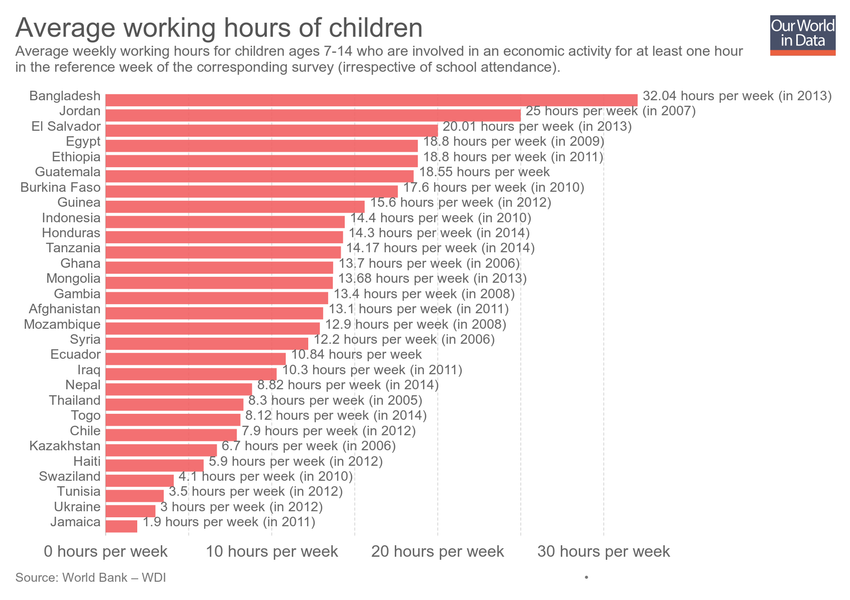 Average working hours of children
Our World
in Data
Average weekly working hours for children ages 7-14 who are involved in an economic activity for at least one hour
in the reference week of the corresponding survey (irrespective of school attendance).
Bangladesh 32.04 hours per week (in 2013)
Jordan 25 hours per week (in 2007)
El Salvador 20.01 hours per week (in 2013)
Egypt 18.8 hours per week (in 2009)
Ethiopia 18.8 hours per week (in 2011)
Guatemala 18.55 hours per week
Burkina Faso 17.6 hours per week (in 2010)
Guinea 15.6 hours per week (in 2012)
Indonesia 14.4 hours per week (in 2010)
Honduras 14.3 hours per week (in 2014)
Tanzania 14.17 hours per week (in 2014)
Ghana 13.7 hours per week (in 2006)
Mongolia 13.68 hours per week (in 2013)
Gambia 13.4 hours per week (in 2008)
Afghanistan 13.1 hours per week (in 2011)
Mozambique 12.9 hours per week (in 2008)
Syria 12.2 hours per week (in 2006)
Ecuador 10.84 hours per week
Iraq 10.3 hours per week (in 2011)
Nepal 8.82 hours per week (in 2014)
Thailand 8.3 hours per week (in 2005)
Togo 8.12 hours per week (in 2014)
Chile 7.9 hours per week (in 2012)
Kazakhstan 6.7 hours per week (in 2006)
Haiti 5.9 hours per week (in 2012)
Swaziland 4.1 hours per week (in 2010)
Tunisia 3.5 hours per week (in 2012)
Ukraine 3 hours per week (in 2012)
Jamaica 1.9 hours per week (in 2011)
0 hours per week 10 hours per week 20 hours per week 30 hours per week
Source: World Bank – WDI •